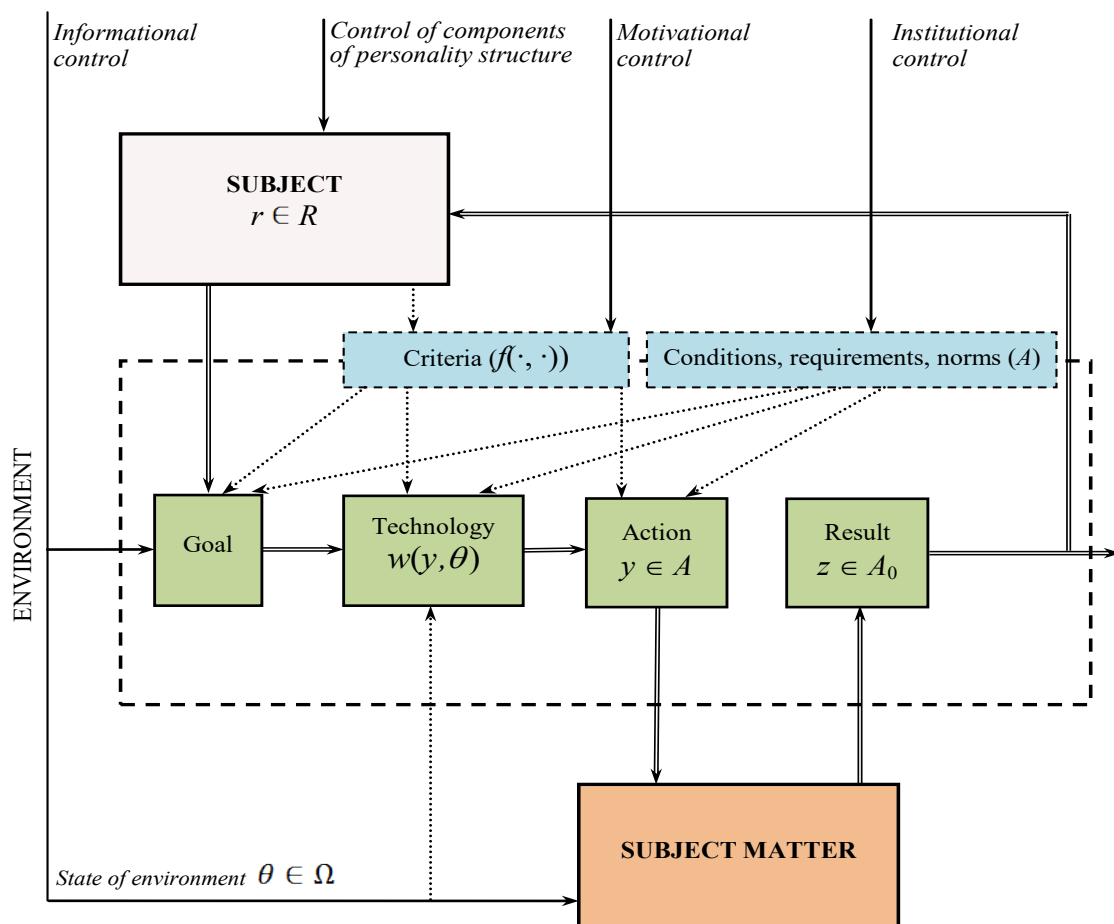 Informational
control
Control of components
of personality structure
Motivational
control
Institutional
control
SUBJECT
r ∈ R
Criteria (f(·, ·))
Conditions, requirements, norms (A)
ENVIRONMENT
Goal
Technology
w(y,θ)
Action
y ∈ A
Result
z ∈ A₀
SUBJECT MATTER
State of environment θ ∈ Ω